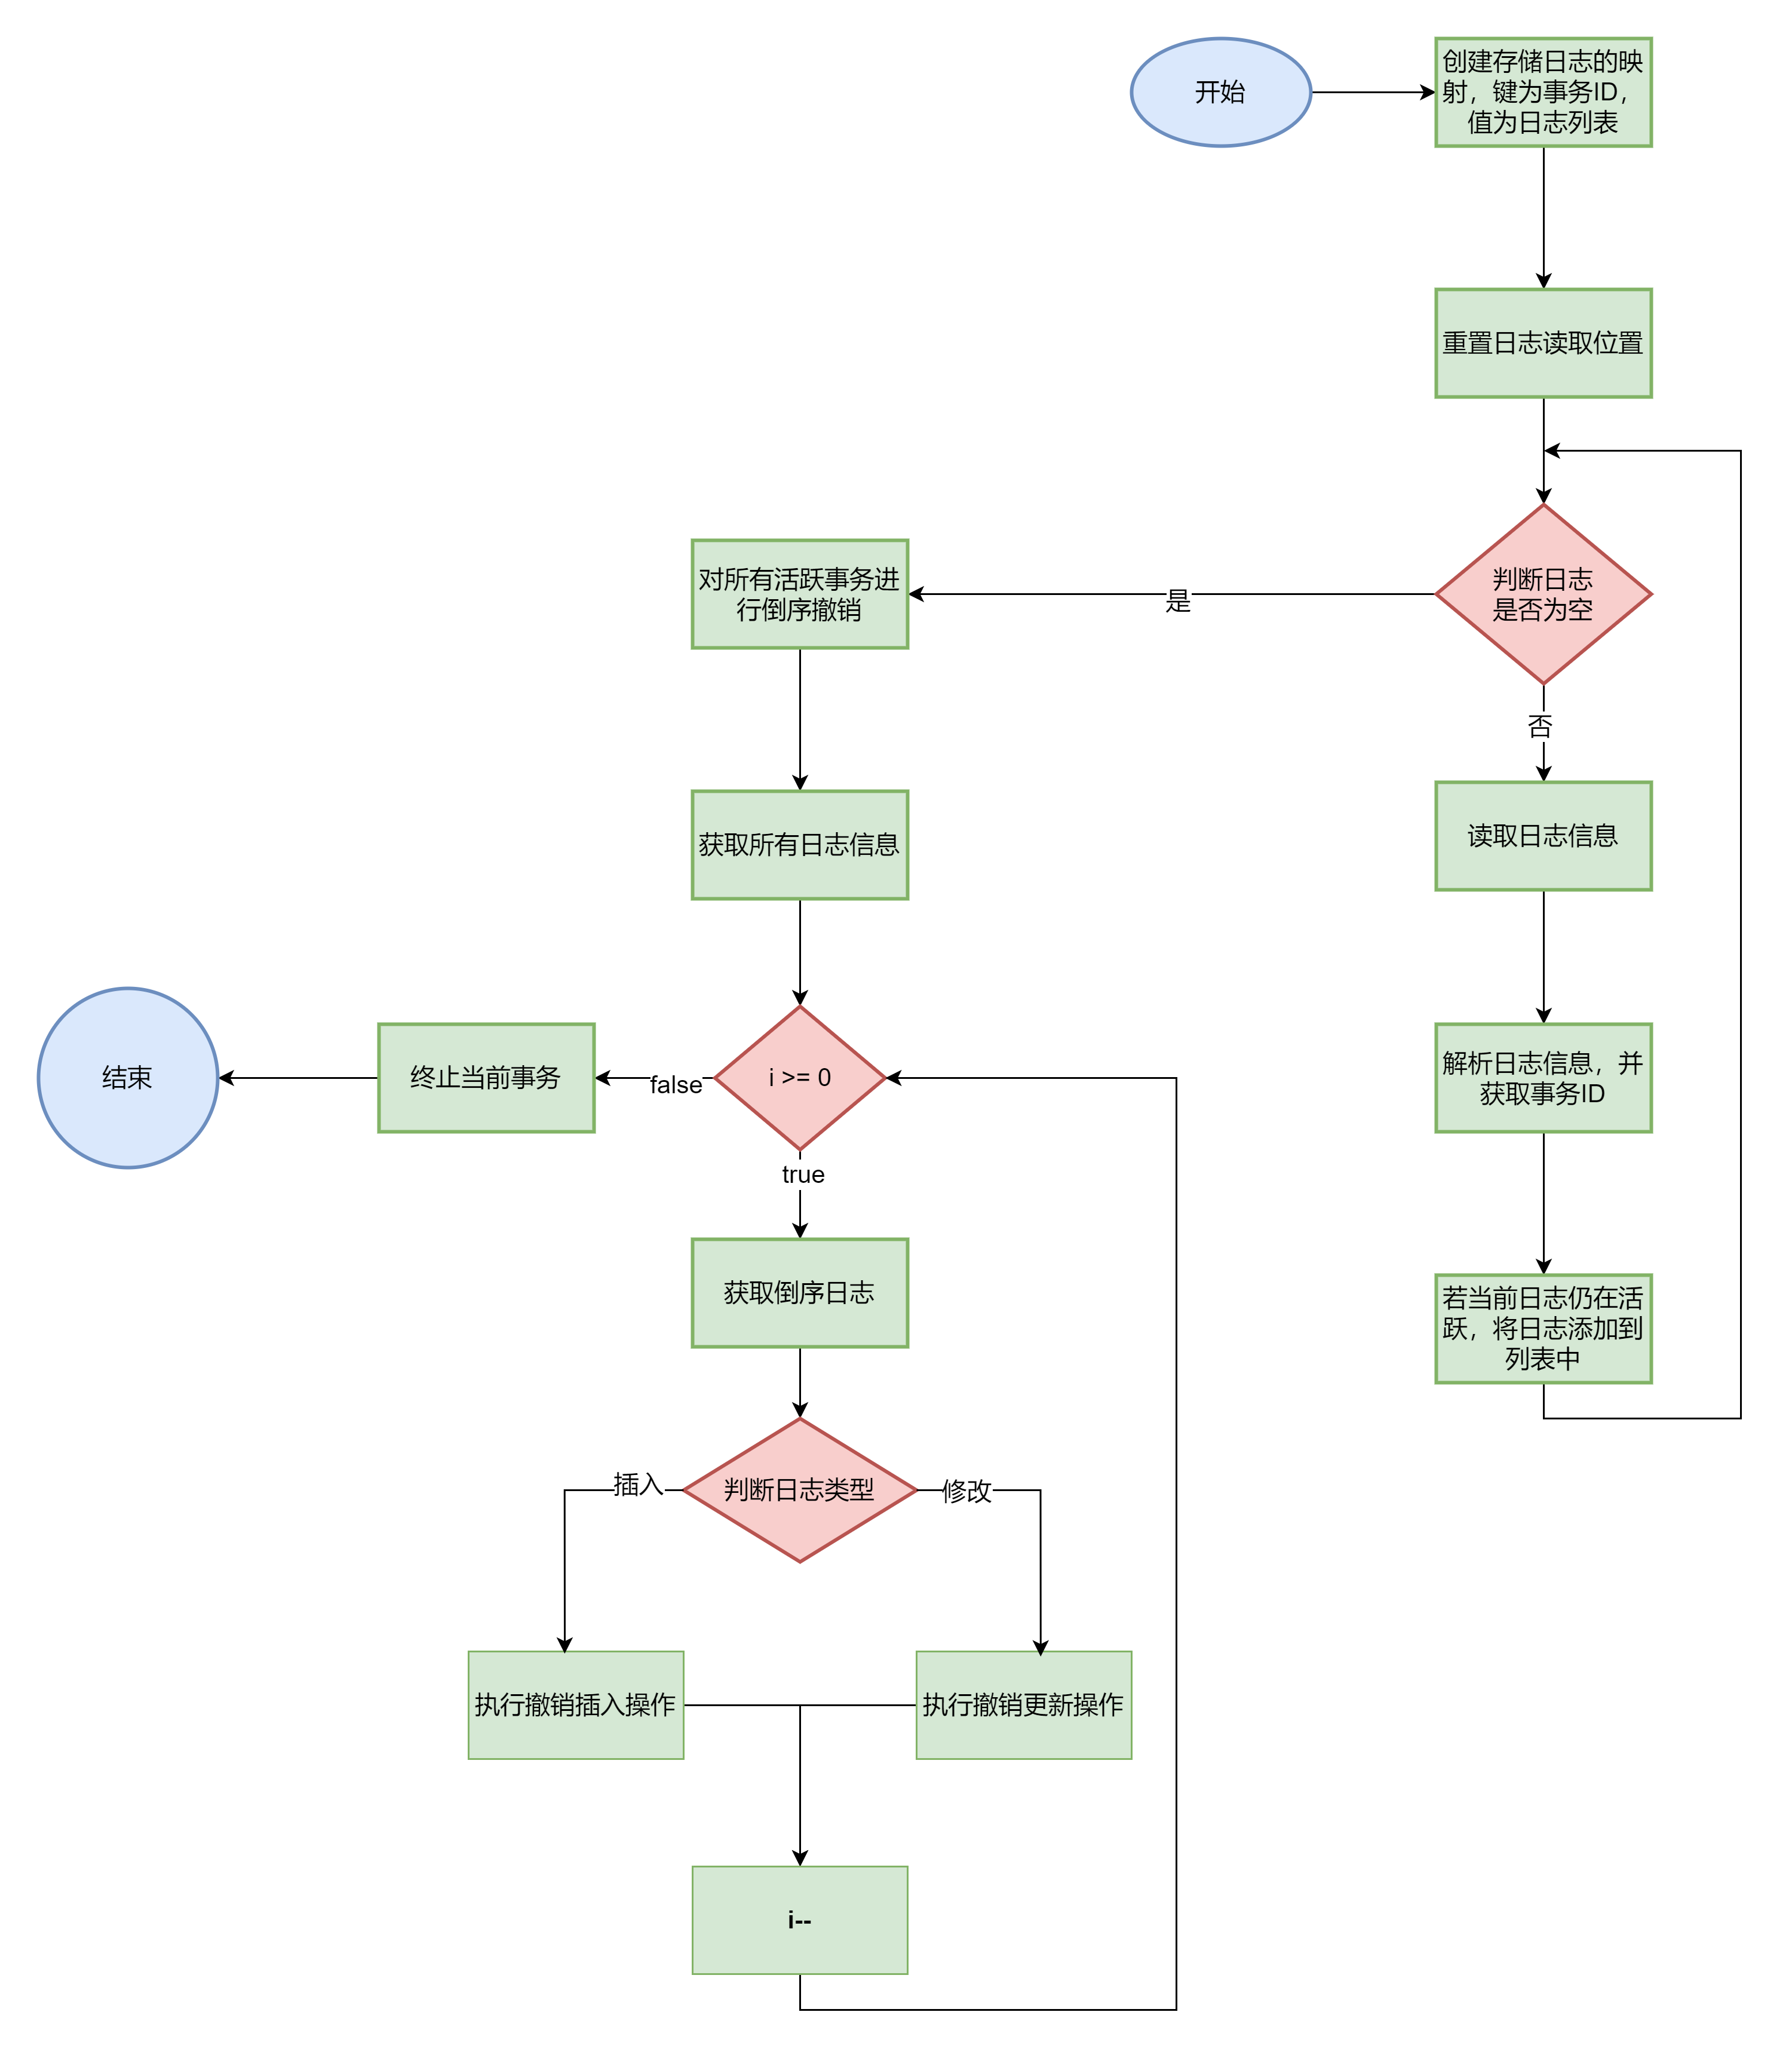 开始
创建存储日志的映
射，键为事务ID，
值为日志列表
重置日志读取位置
判断日志
是否为空
是
否
对所有活跃事务进
行倒序撤销
读取日志信息
获取所有日志信息
解析日志信息，并
获取事务ID
若当前日志仍在活
跃，将日志添加到
列表中
i >= 0
false
终止当前事务
结束
true
获取倒序日志
判断日志类型
插入
修改
执行撤销插入操作
执行撤销更新操作
i--